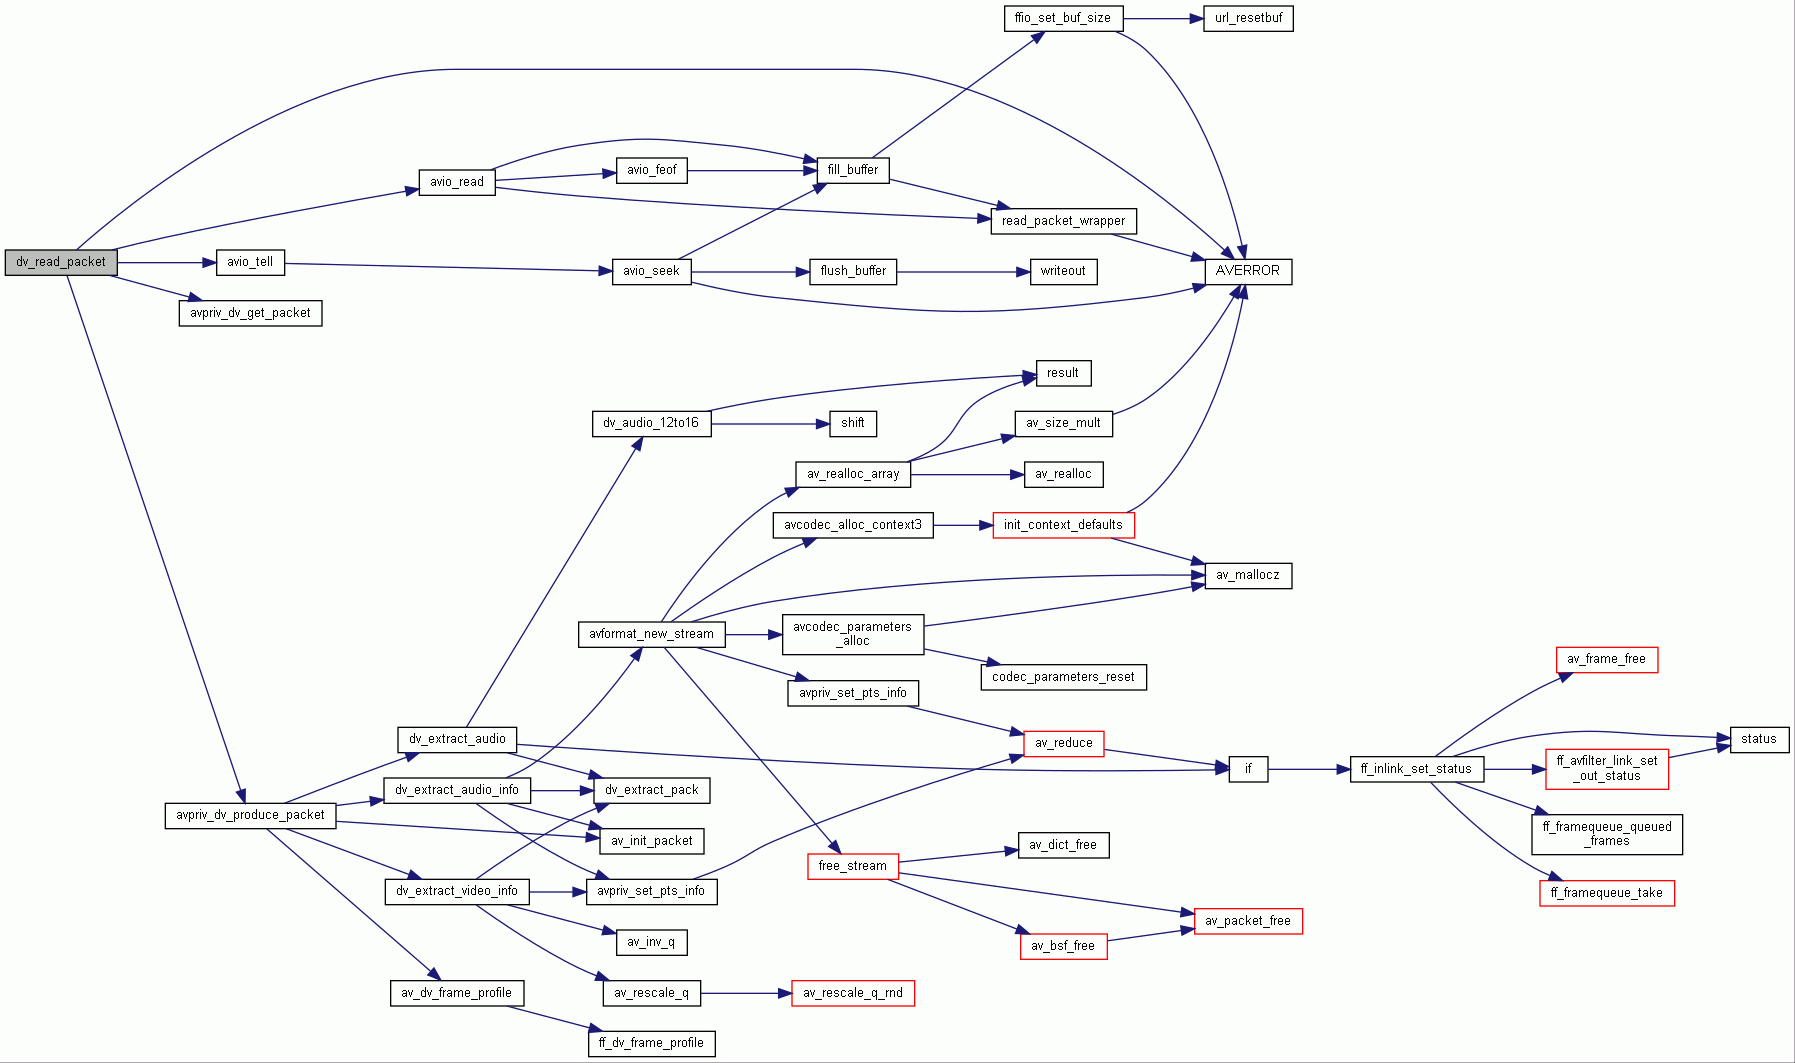 ffio_set_buf_size
url_resetbuf
avio_read
avio_feof
fill_buffer
read_packet_wrapper
dv_read_packet
avio_tell
avio_seek
flush_buffer
writeout
AVERROR
avpriv_dv_get_packet
result
dv_audio_12to16
shift
av_size_mult
av_realloc_array
av_realloc
avcodec_alloc_context3
init_context_defaults
av_mallocz
avformat_new_stream
avcodec_parameters
_alloc
codec_parameters_reset
avpriv_set_pts_info
av_frame_free
dv_extract_audio
av_reduce
status
if
ff_inlink_set_status
ff_avfilter_link_set
_out_status
dv_extract_audio_info
dv_extract_pack
avpriv_dv_produce_packet
av_init_packet
ff_framequeue_queued
_frames
av_dict_free
free_stream
dv_extract_video_info
avpriv_set_pts_info
ff_framequeue_take
av_packet_free
av_inv_q
av_bsf_free
av_dv_frame_profile
av_rescale_q
av_rescale_q_rnd
ff_dv_frame_profile